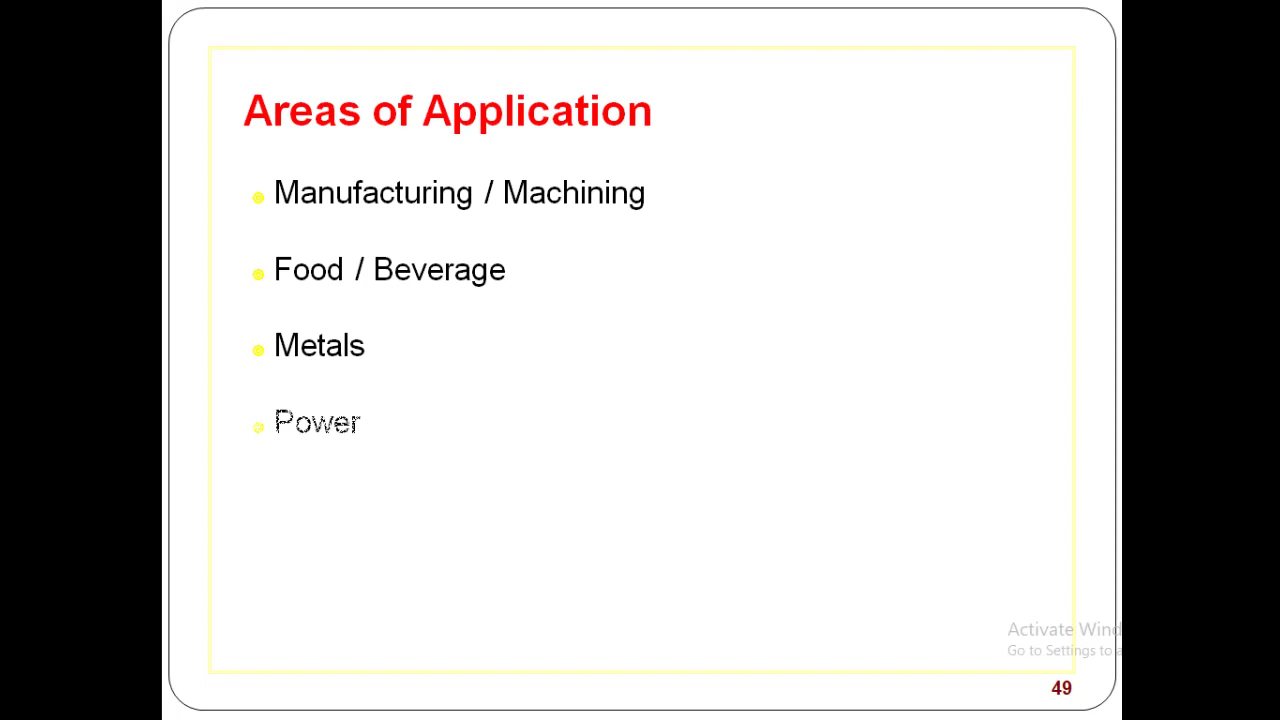 Areas of Application
Manufacturing / Machining
Food / Beverage
Metals
Power
Activate Wind
Go to Settings to a
49